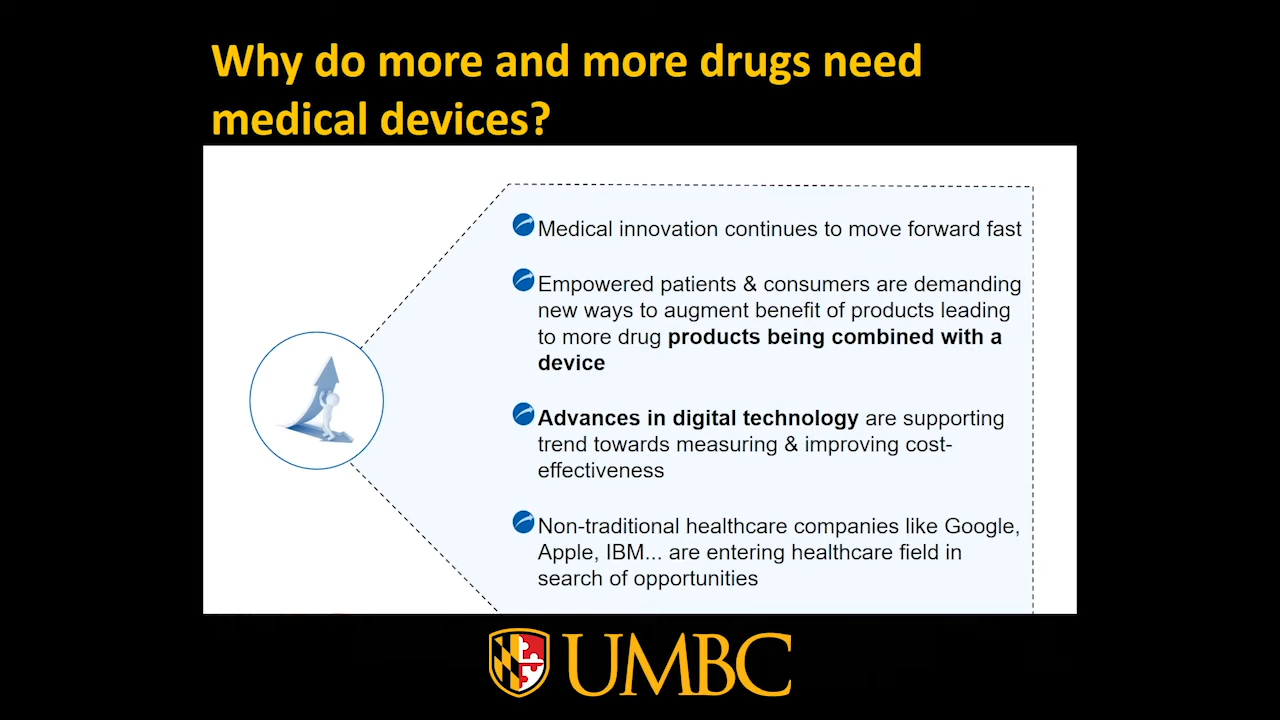 Why do more and more drugs need
medical devices?
Medical innovation continues to move forward fast
Empowered patients & consumers are demanding
new ways to augment benefit of products leading
to more drug products being combined with a
device
Advances in digital technology are supporting
trend towards measuring & improving cost-
effectiveness
Non-traditional healthcare companies like Google,
Apple, IBM... are entering healthcare field in
search of opportunities
UMBC